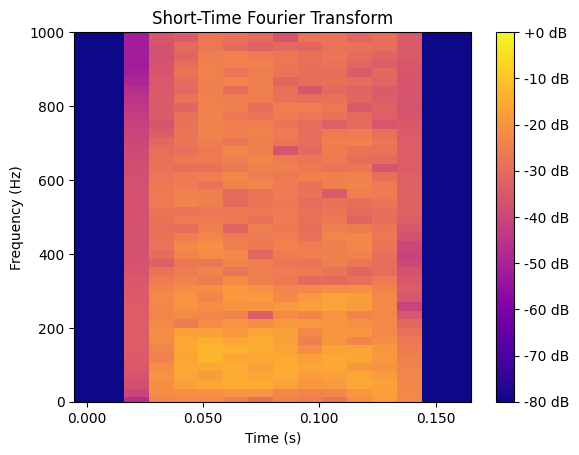 Short-Time Fourier Transform
1000
800
600
400
200
0
Frequency (Hz)
0.000
0.050
0.100
0.150
Time (s)
+0 dB
-10 dB
-20 dB
-30 dB
-40 dB
-50 dB
-60 dB
-70 dB
-80 dB